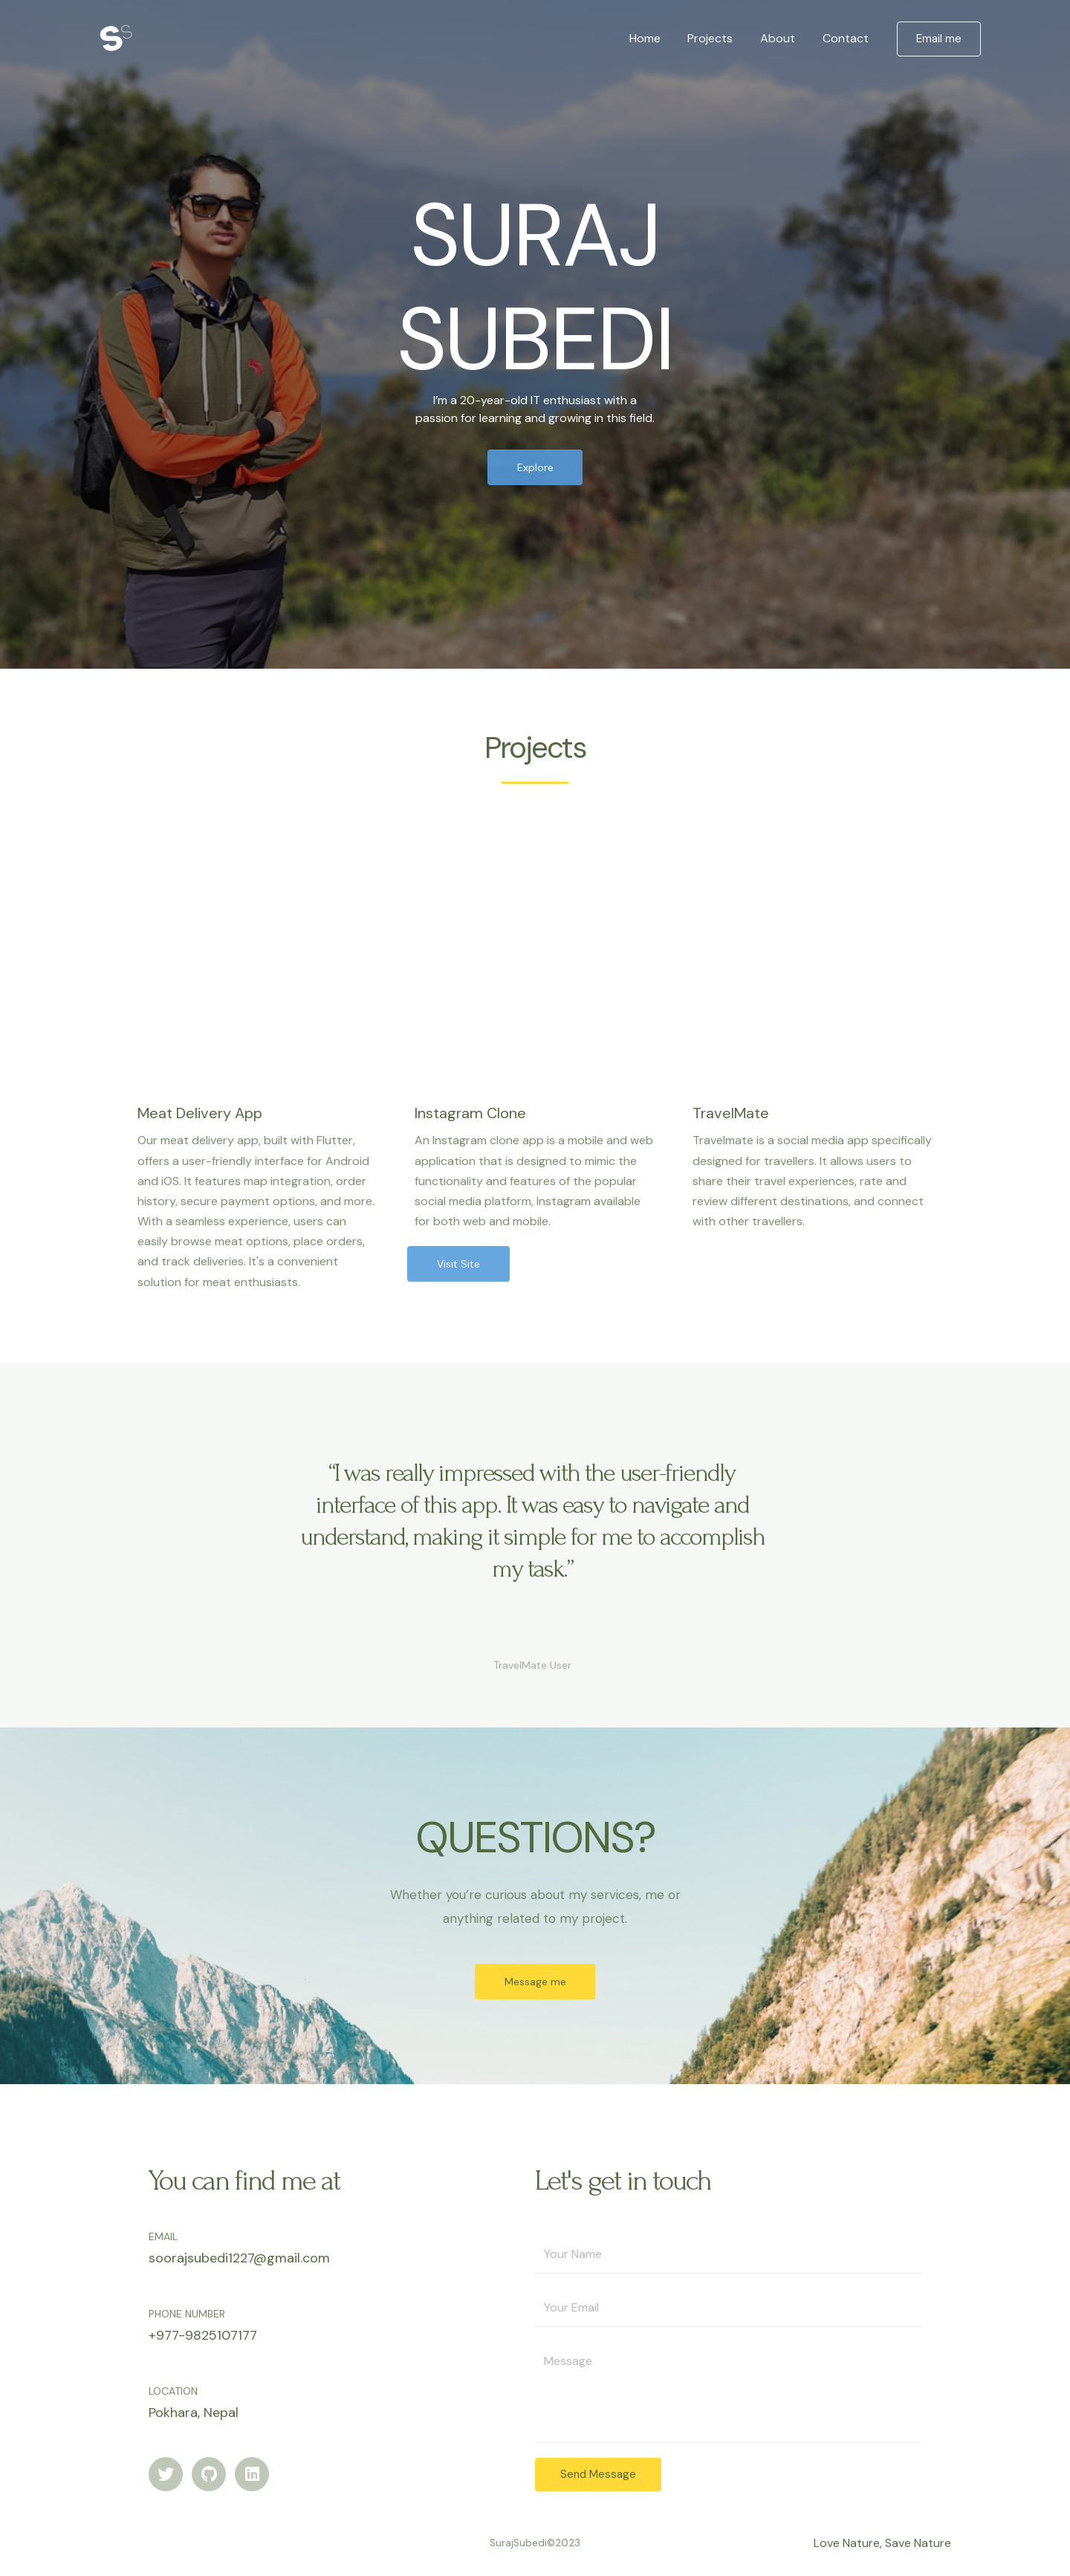 SS
Home Projects About Contact Email me
SURAJ
SUBEDI
I’m a 20-year-old IT enthusiast with a
passion for learning and growing in this field.
Explore
Projects
Meat Delivery App
Our meat delivery app, built with Flutter,
offers a user-friendly interface for Android
and iOS. It features map integration, order
history, secure payment options, and more.
With a seamless experience, users can
easily browse meat options, place orders,
and track deliveries. It's a convenient
solution for meat enthusiasts.
Instagram Clone
An Instagram clone app is a mobile and web
application that is designed to mimic the
functionality and features of the popular
social media platform, Instagram available
for both web and mobile.
Visit Site
TravelMate
Travelmate is a social media app specifically
designed for travellers. It allows users to
share their travel experiences, rate and
review different destinations, and connect
with other travellers.
“I was really impressed with the user-friendly
interface of this app. It was easy to navigate and
understand, making it simple for me to accomplish
my task.”
TravelMate User
QUESTIONS?
Whether you’re curious about my services, me or
anything related to my project.
Message me
You can find me at
EMAIL
soorajsubedi1227@gmail.com
PHONE NUMBER
+977-9825107177
LOCATION
Pokhara, Nepal
Let's get in touch
Your Name
Your Email
Message
Send Message
SurajSubedi©2023
Love Nature, Save Nature